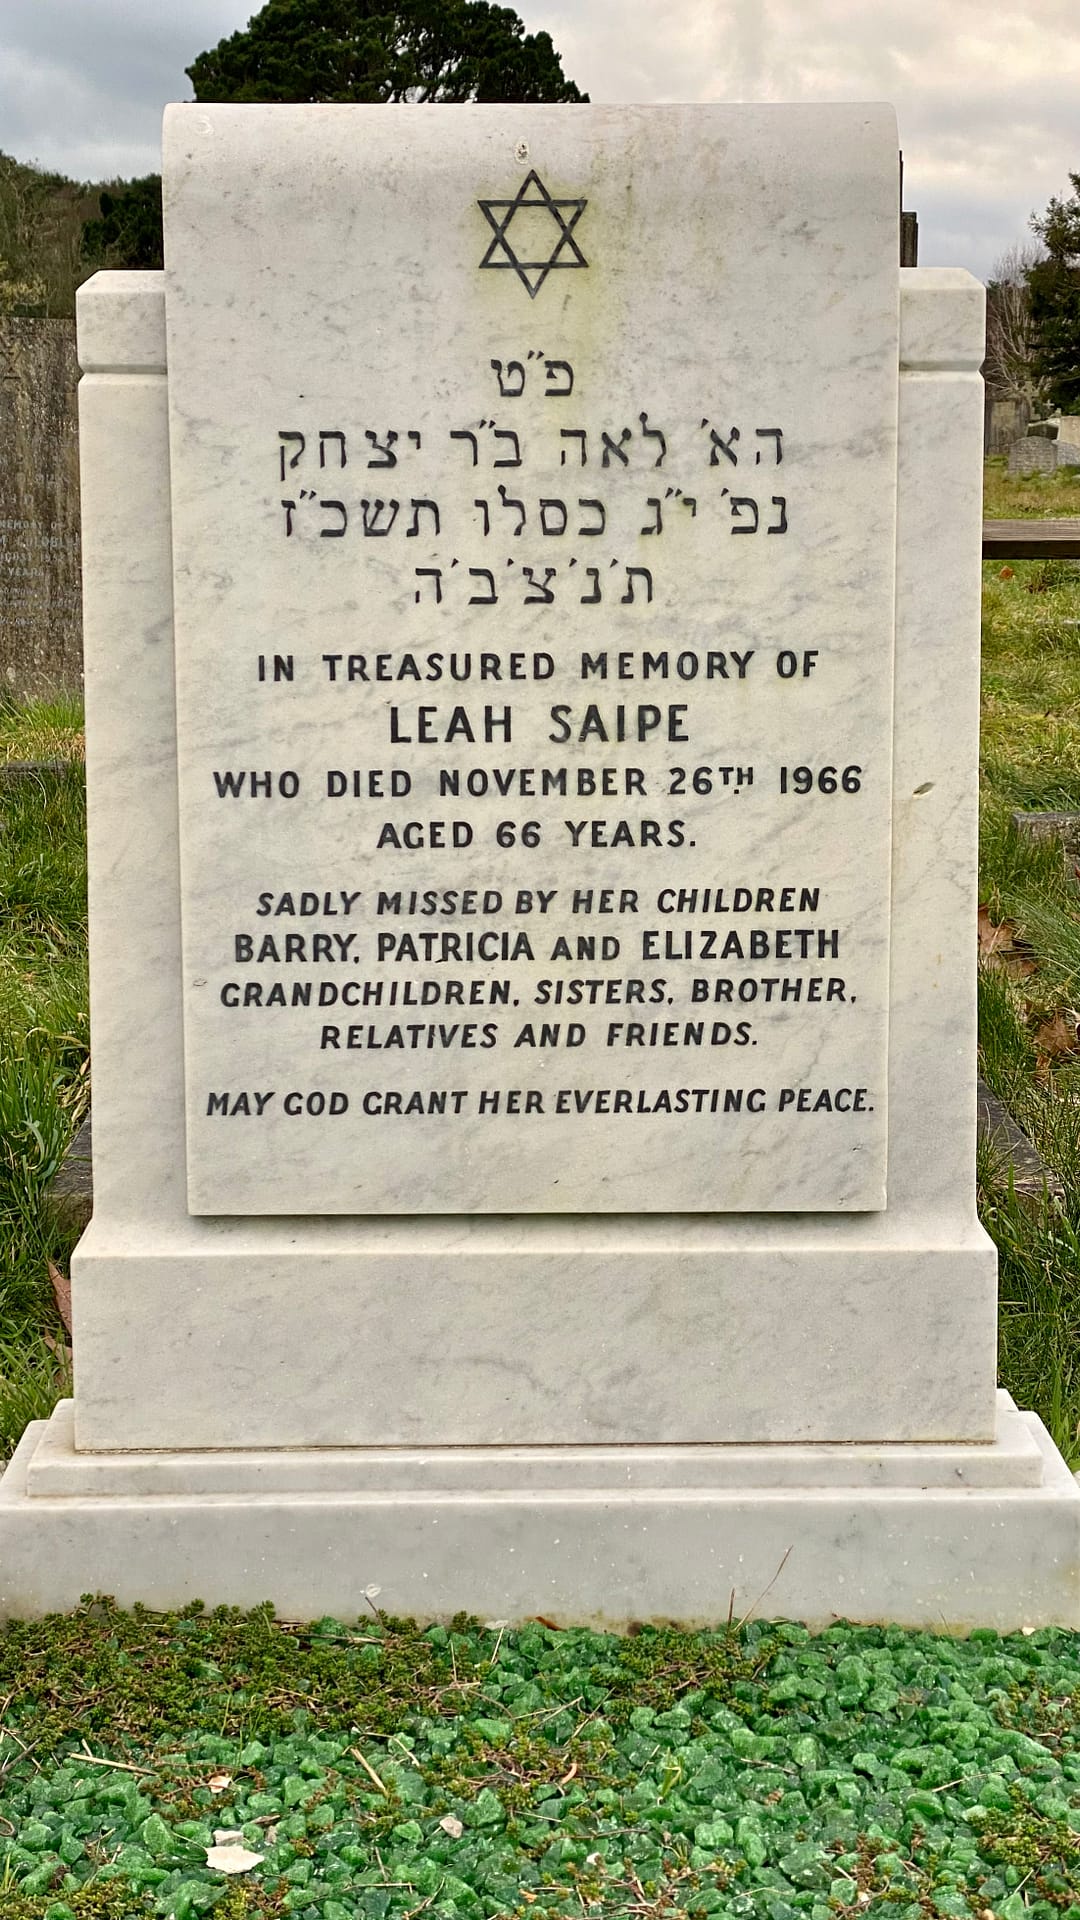 פ"ט
הא' לאה ב"ר יצחק
נפ' י"ג כסלו תשכ"ז
ת'נ'צ'ב'ה
IN TREASURED MEMORY OF
LEAH SAIPE
WHO DIED NOVEMBER 26TH. 1966
AGED 66 YEARS.
SADLY MISSED BY HER CHILDREN
BARRY, PATRICIA AND ELIZABETH
GRANDCHILDREN, SISTERS, BROTHER,
RELATIVES AND FRIENDS.
MAY GOD GRANT HER EVERLASTING PEACE.